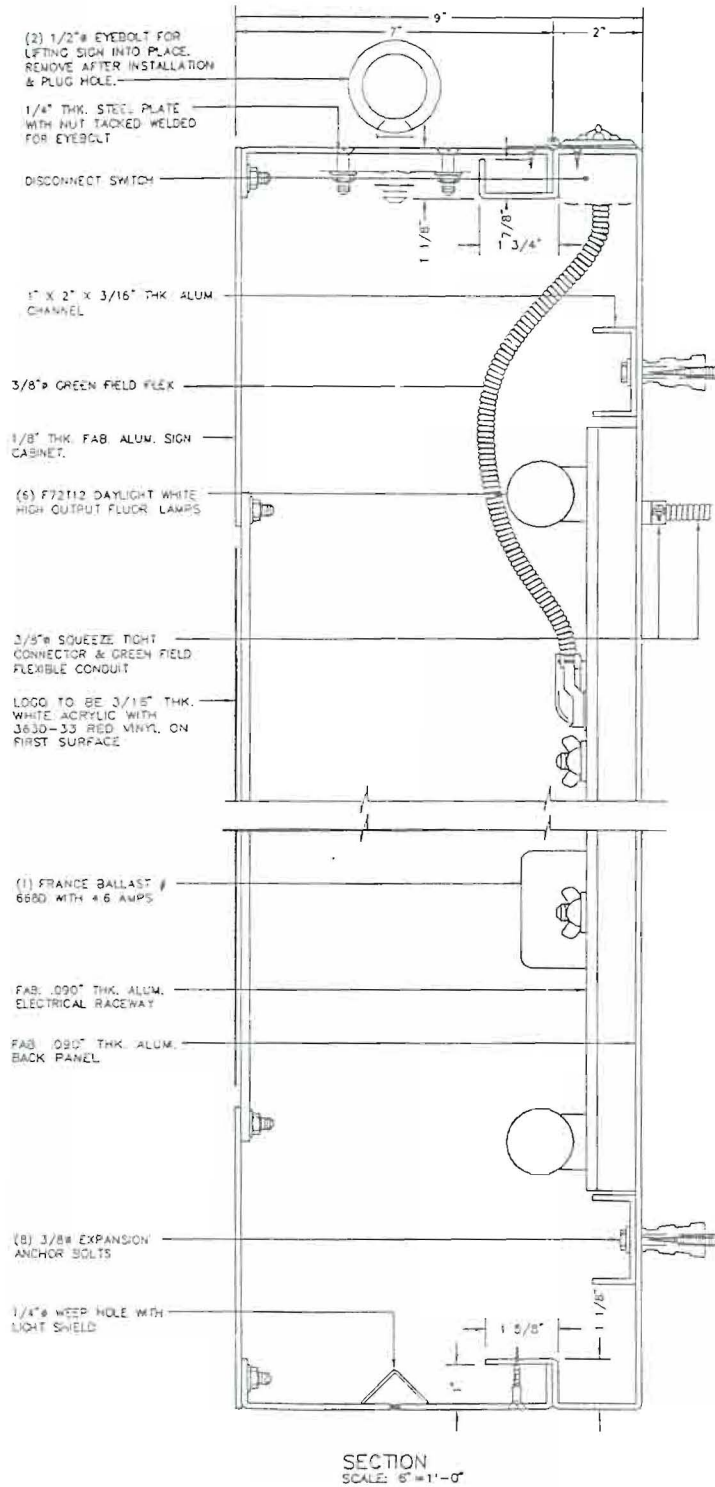 9"
7"
2"
(2) 1/2"ø EYEBOLT FOR
LIFTING SIGN INTO PLACE.
REMOVE AFTER INSTALLATION
& PLUG HOLE.
1/4" THK. STEEL PLATE
WITH NUT TACKED WELDED
FOR EYEBOLT
DISCONNECT SWITCH
1 1/8"
7/8"
1 3/4"
1" X 2" X 3/16" THK. ALUM.
CHANNEL
3/8"ø GREEN FIELD FLEX
1/8" THK. FAB. ALUM. SIGN
CABINET.
(6) F72T12 DAYLIGHT WHITE
HIGH OUTPUT FLUOR. LAMPS
3/8"ø SQUEEZE TIGHT
CONNECTOR & GREEN FIELD
FLEXIBLE CONDUIT
LOGO TO BE 3/16" THK.
WHITE ACRYLIC WITH
3630-33 RED VINYL ON
FIRST SURFACE
(1) FRANCE BALLAST #
668D WITH 4.6 AMPS
FAB. .090" THK. ALUM.
ELECTRICAL RACEWAY
FAB. .090" THK. ALUM.
BACK PANEL
(8) 3/8"ø EXPANSION
ANCHOR BOLTS
1/4"ø WEEP HOLE WITH
LIGHT SHIELD
1 5/8"
1 1/8"
1"
SECTION
SCALE: 6"=1'-0"